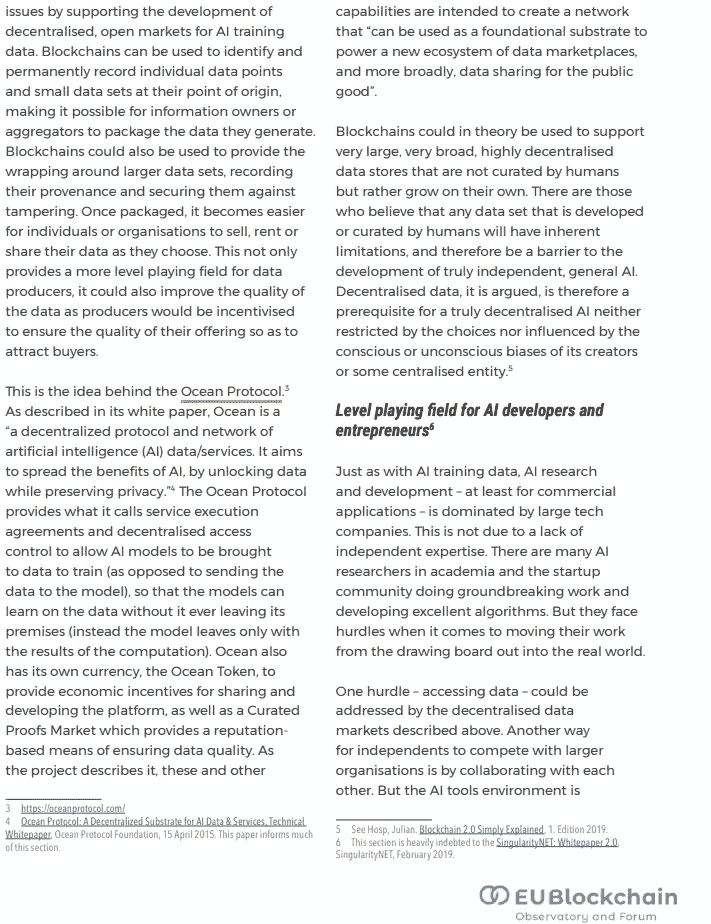 issues by supporting the development of
decentralised, open markets for AI training
data. Blockchains can be used to identify and
permanently record individual data points
and small data sets at their point of origin,
making it possible for information owners or
aggregators to package the data they generate.
Blockchains could also be used to provide the
wrapping around larger data sets, recording
their provenance and securing them against
tampering. Once packaged, it becomes easier
for individuals or organisations to sell, rent or
share their data as they choose. This not only
provides a more level playing field for data
producers, it could also improve the quality of
the data as producers would be incentivised
to ensure the quality of their offering so as to
attract buyers.
This is the idea behind the Ocean Protocol.3
As described in its white paper, Ocean is a
“a decentralized protocol and network of
artificial intelligence (AI) data/services. It aims
to spread the benefits of AI, by unlocking data
while preserving privacy.”4 The Ocean Protocol
provides what it calls service execution
agreements and decentralised access
control to allow AI models to be brought
to data to train (as opposed to sending the
data to the model), so that the models can
learn on the data without it ever leaving its
premises (instead the model leaves only with
the results of the computation). Ocean also
has its own currency, the Ocean Token, to
provide economic incentives for sharing and
developing the platform, as well as a Curated
Proofs Market which provides a reputation-
based means of ensuring data quality. As
the project describes it, these and other
3 https://oceanprotocol.com/
4 Ocean Protocol: A Decentralized Substrate for AI Data & Services, Technical
Whitepaper, Ocean Protocol Foundation, 15 April 2015. This paper informs much
of this section.
capabilities are intended to create a network
that “can be used as a foundational substrate to
power a new ecosystem of data marketplaces,
and more broadly, data sharing for the public
good”.
Blockchains could in theory be used to support
very large, very broad, highly decentralised
data stores that are not curated by humans
but rather grow on their own. There are those
who believe that any data set that is developed
or curated by humans will have inherent
limitations, and therefore be a barrier to the
development of truly independent, general AI.
Decentralised data, it is argued, is therefore a
prerequisite for a truly decentralised AI neither
restricted by the choices nor influenced by the
conscious or unconscious biases of its creators
or some centralised entity.5
Level playing field for AI developers and
entrepreneurs6
Just as with AI training data, AI research
and development – at least for commercial
applications – is dominated by large tech
companies. This is not due to a lack of
independent expertise. There are many AI
researchers in academia and the startup
community doing groundbreaking work and
developing excellent algorithms. But they face
hurdles when it comes to moving their work
from the drawing board out into the real world.
One hurdle – accessing data – could be
addressed by the decentralised data
markets described above. Another way
for independents to compete with larger
organisations is by collaborating with each
other. But the AI tools environment is
5 See Hosp, Julian. Blockchain 2.0 Simply Explained, 1. Edition 2019.
6 This section is heavily indebted to the SingularityNET: Whitepaper 2.0,
SingularityNET, February 2019.
EUBlockchain
Observatory and Forum